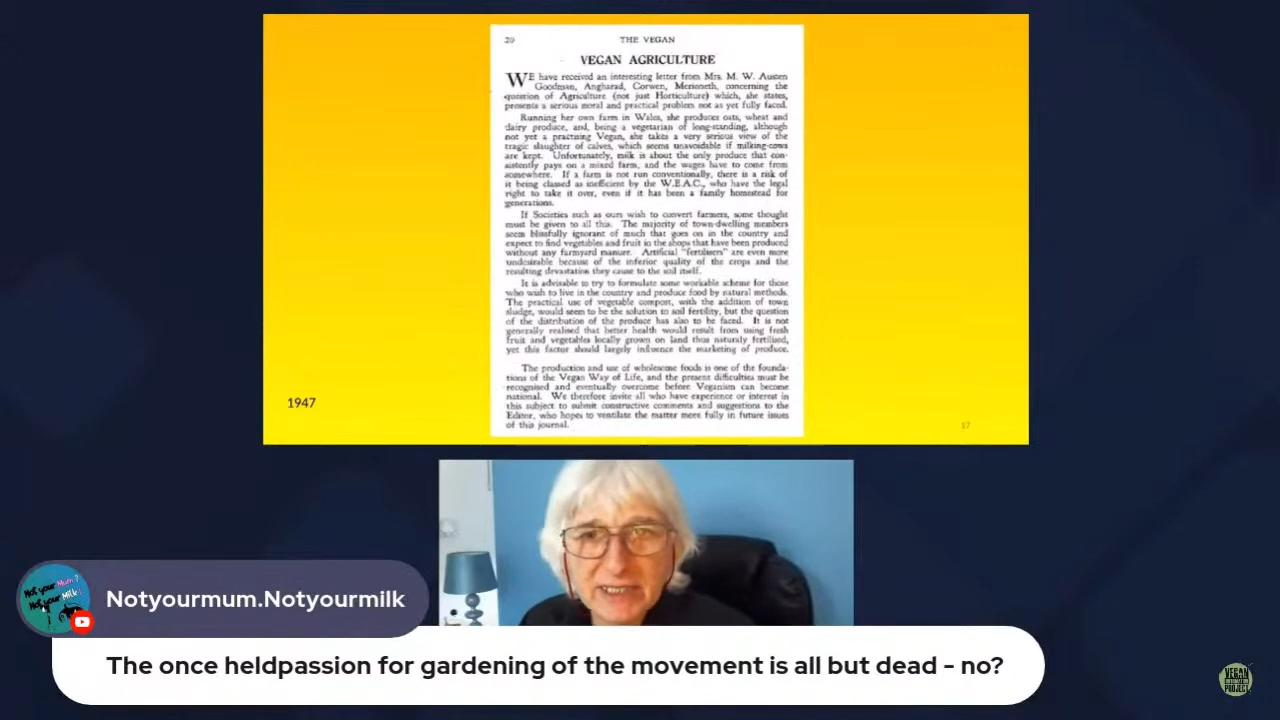 20 THE VEGAN
VEGAN AGRICULTURE
WE have received an interesting letter from Mrs. M. W. Austen
Goodman, Angharad, Corwen, Merioneth, concerning the
question of Agriculture (not just Horticulture) which, she states,
presents a serious moral and practical problem not as yet fully faced.
Running her own farm in Wales, she produces oats, wheat and
dairy produce, and, being a vegetarian of long-standing, although
not yet a practising Vegan, she takes a very serious view of the
tragic slaughter of calves, which seems unavoidable if milking-cows
are kept. Unfortunately, milk is about the only produce that con-
sistently pays on a mixed farm, and the wages have to come from
somewhere. If a farm is not run conventionally, there is a risk of
it being classed as inefficient by the W.E.A.C., who have the legal
right to take it over, even if it has been a family homestead for
generations.
If Societies such as ours wish to convert farmers, some thought
must be given to all this. The majority of town-dwelling members
seem blissfully ignorant of much that goes on in the country and
expect to find vegetables and fruit in the shops that have been produced
without any farmyard manure. Artificial "fertilisers" are even more
undesirable because of the inferior quality of the crops and the
resulting devastation they cause to the soil itself.
It is advisable to try to formulate some workable scheme for those
who wish to live in the country and produce food by natural methods.
The practical use of vegetable compost, with the addition of town
sludge, would seem to be the solution to soil fertility, but the question
of the distribution of the produce has also to be faced. It is not
generally realised that better health would result from using fresh
fruit and vegetables locally grown on land thus naturaly fertilised,
yet this factor should largely influence the marketing of produce.
The production and use of wholesome foods is one of the founda-
tions of the Vegan Way of Life, and the present difficulties must be
recognised and eventually overcome before Veganism can become
national. We therefore invite all who have experience or interest in
this subject to submit constructive comments and suggestions to the
Editor, who hopes to ventilate the matter more fully in future issues
of this journal.
1947
17
Not your Mum?
Not your Milk!
Notyourmum.Notyourmilk
The once heldpassion for gardening of the movement is all but dead - no?
VEGAN
PROJECT